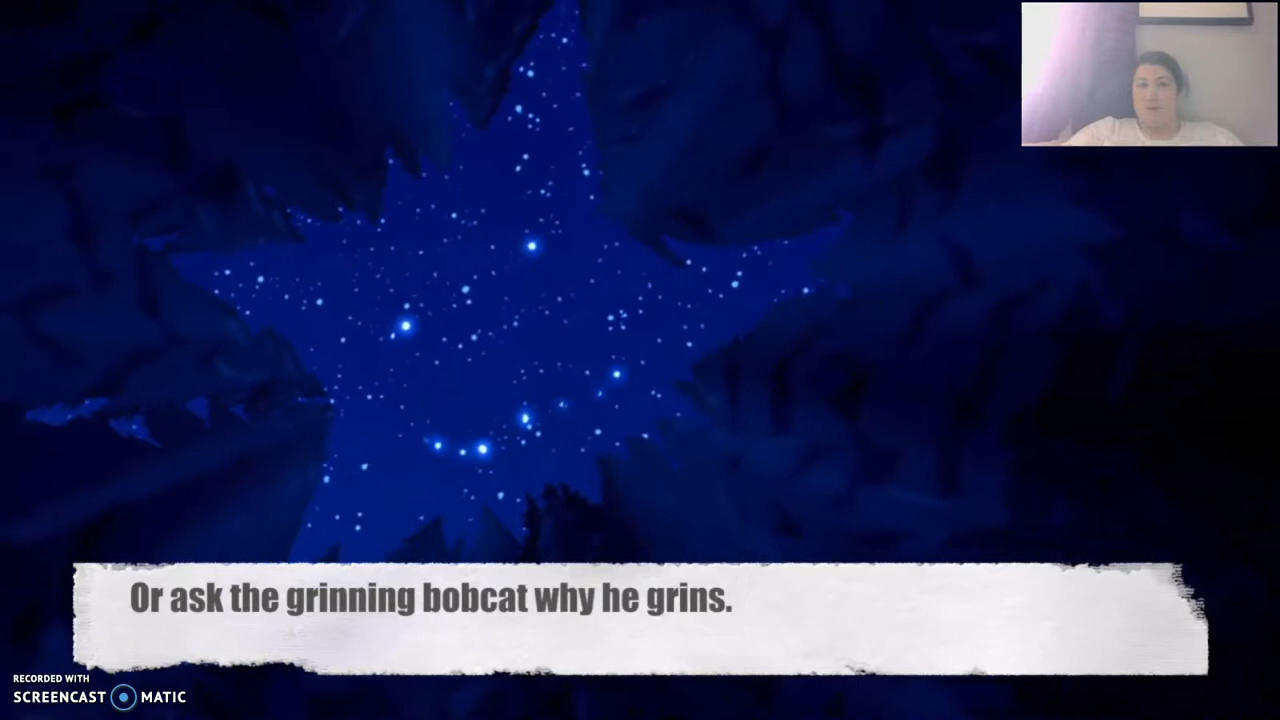 Or ask the grinning bobcat why he grins.
RECORDED WITH
SCREENCAST MATIC